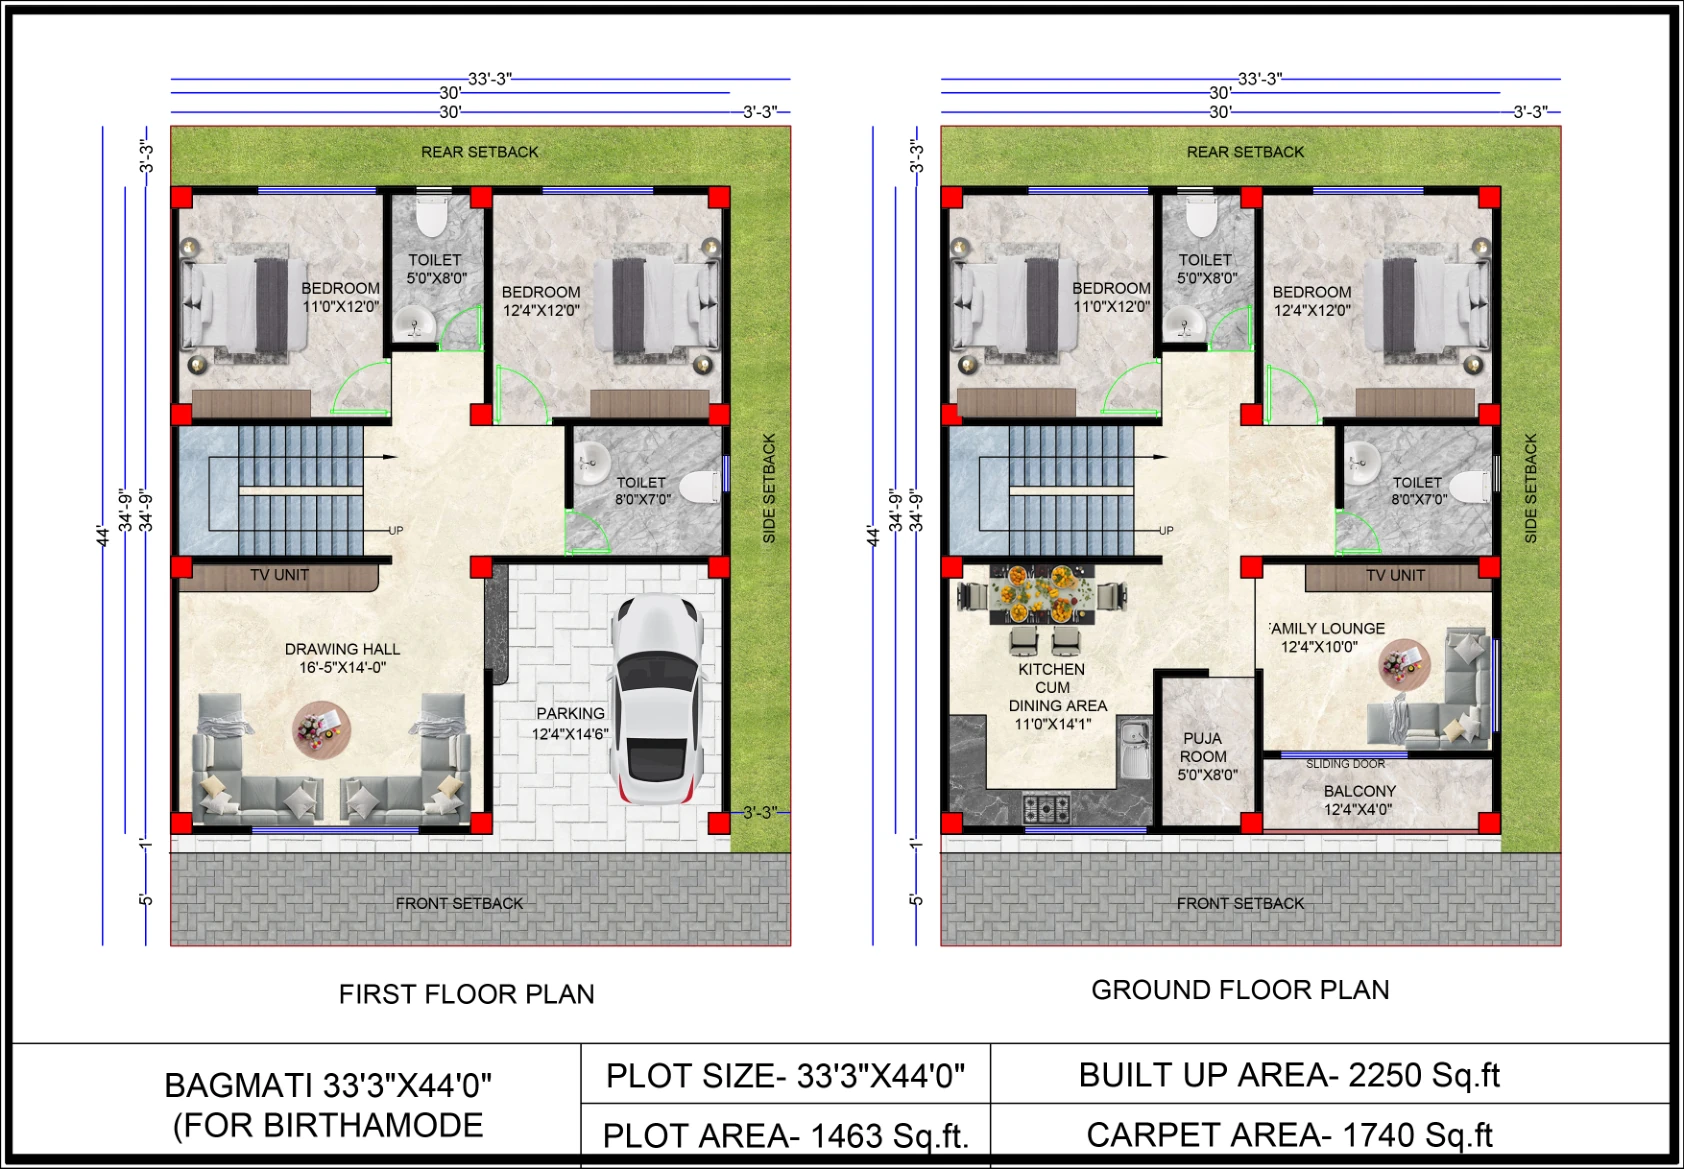 33'-3"
30'
30'
3'-3"
3'-3"
REAR SETBACK
TOILET
5'0"X8'0"
BEDROOM
11'0"X12'0"
BEDROOM
12'4"X12'0"
SIDE SETBACK
TOILET
8'0"X7'0"
44'
34'-9"
34'-9"
UP
TV UNIT
DRAWING HALL
16'-5"X14'-0"
PARKING
12'4"X14'6"
3'-3"
1'
5'
FRONT SETBACK
FIRST FLOOR PLAN
33'-3"
30'
30'
3'-3"
3'-3"
REAR SETBACK
TOILET
5'0"X8'0"
BEDROOM
11'0"X12'0"
BEDROOM
12'4"X12'0"
SIDE SETBACK
TOILET
8'0"X7'0"
44'
34'-9"
34'-9"
UP
TV UNIT
FAMILY LOUNGE
12'4"X10'0"
KITCHEN
CUM
DINING AREA
11'0"X14'1"
PUJA
ROOM
5'0"X8'0"
SLIDING DOOR
BALCONY
12'4"X4'0"
1'
5'
FRONT SETBACK
GROUND FLOOR PLAN
BAGMATI 33'3"X44'0"
(FOR BIRTHAMODE
PLOT SIZE- 33'3"X44'0"
PLOT AREA- 1463 Sq.ft.
BUILT UP AREA- 2250 Sq.ft
CARPET AREA- 1740 Sq.ft